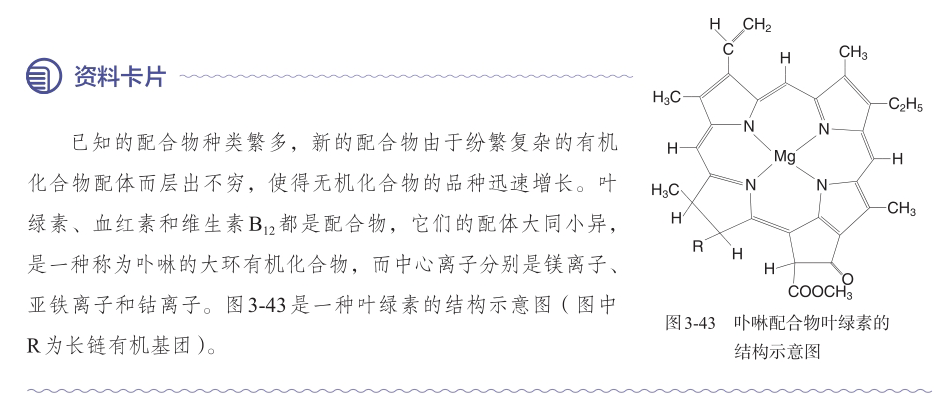 资料卡片
已知的配合物种类繁多，新的配合物由于纷繁复杂的有机
化合物配体而层出不穷，使得无机化合物的品种迅速增长。叶
绿素、血红素和维生素B₁₂都是配合物，它们的配体大同小异，
是一种称为卟啉的大环有机化合物，而中心离子分别是镁离子、
亚铁离子和钴离子。图3-43是一种叶绿素的结构示意图（图中
R为长链有机基团）。
H CH₂
C
H
CH₃
H₃C
C₂H₅
N N
H
Mg
H
H₃C
N N
H
CH₃
R
H
H
O
COOCH₃
图3-43 卟啉配合物叶绿素的
结构示意图